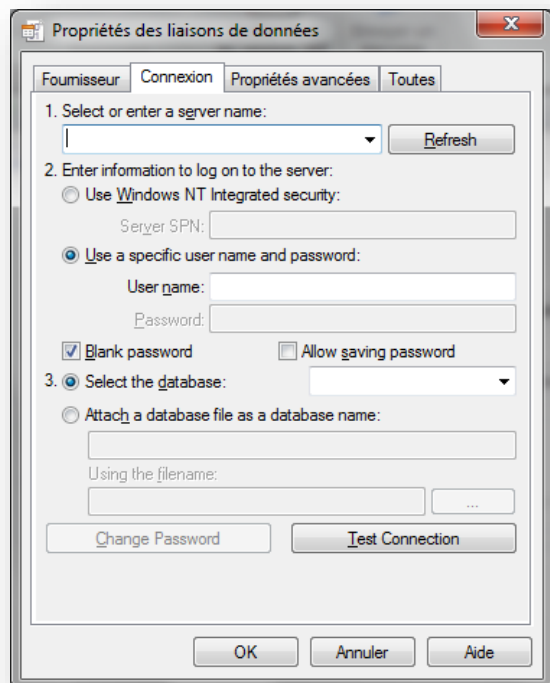 Propriétés des liaisons de données
Fournisseur Connexion Propriétés avancées Toutes
1. Select or enter a server name:
Refresh
2. Enter information to log on to the server:
Use Windows NT Integrated security:
Server SPN:
Use a specific user name and password:
User name:
Password:
Blank password Allow saving password
3. Select the database:
Attach a database file as a database name:
Using the filename:
...
Change Password Test Connection
OK Annuler Aide